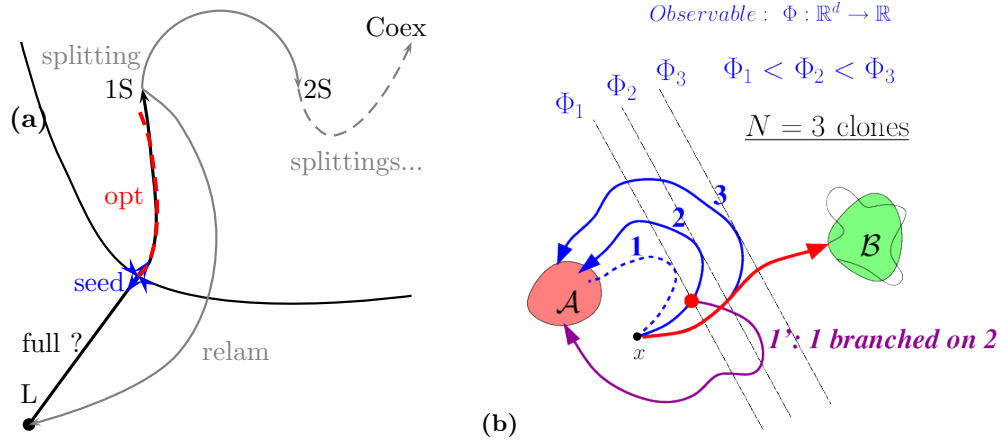 (a)
splitting
1S
2S
Coex
splittings...
opt
seed
full ?
relam
L
Observable : Φ : ℝ^d → ℝ
Φ₁ < Φ₂ < Φ₃
Φ₁
Φ₂
Φ₃
N = 3 clones
1
2
3
𝒜
ℬ
x
1': 1 branched on 2
(b)